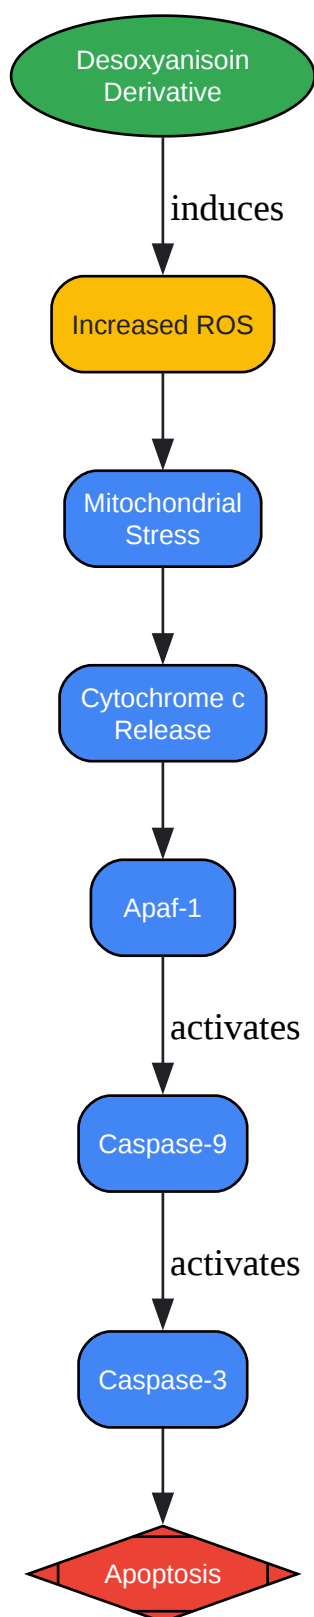 Desoxyanisoin
Derivative
induces
Increased ROS
Mitochondrial
Stress
Cytochrome c
Release
Apaf-1
activates
Caspase-9
activates
Caspase-3
Apoptosis